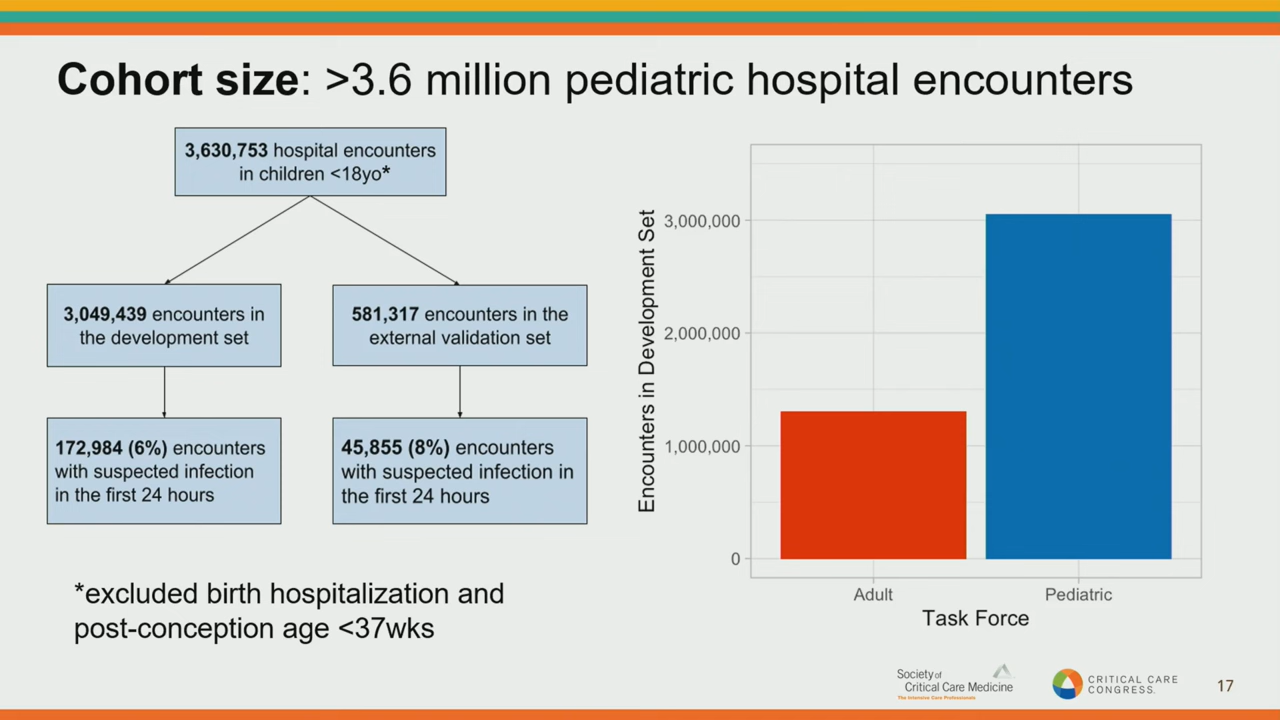 Cohort size: >3.6 million pediatric hospital encounters
3,630,753 hospital encounters
in children <18yo*
3,049,439 encounters in
the development set
581,317 encounters in the
external validation set
172,984 (6%) encounters
with suspected infection
in the first 24 hours
45,855 (8%) encounters
with suspected infection in
the first 24 hours
*excluded birth hospitalization and
post-conception age <37wks
Encounters in Development Set
3,000,000
2,000,000
1,000,000
0
Adult
Pediatric
Task Force
Society of
Critical Care Medicine
The Intensive Care Professionals
CRITICAL CARE
CONGRESS.
17